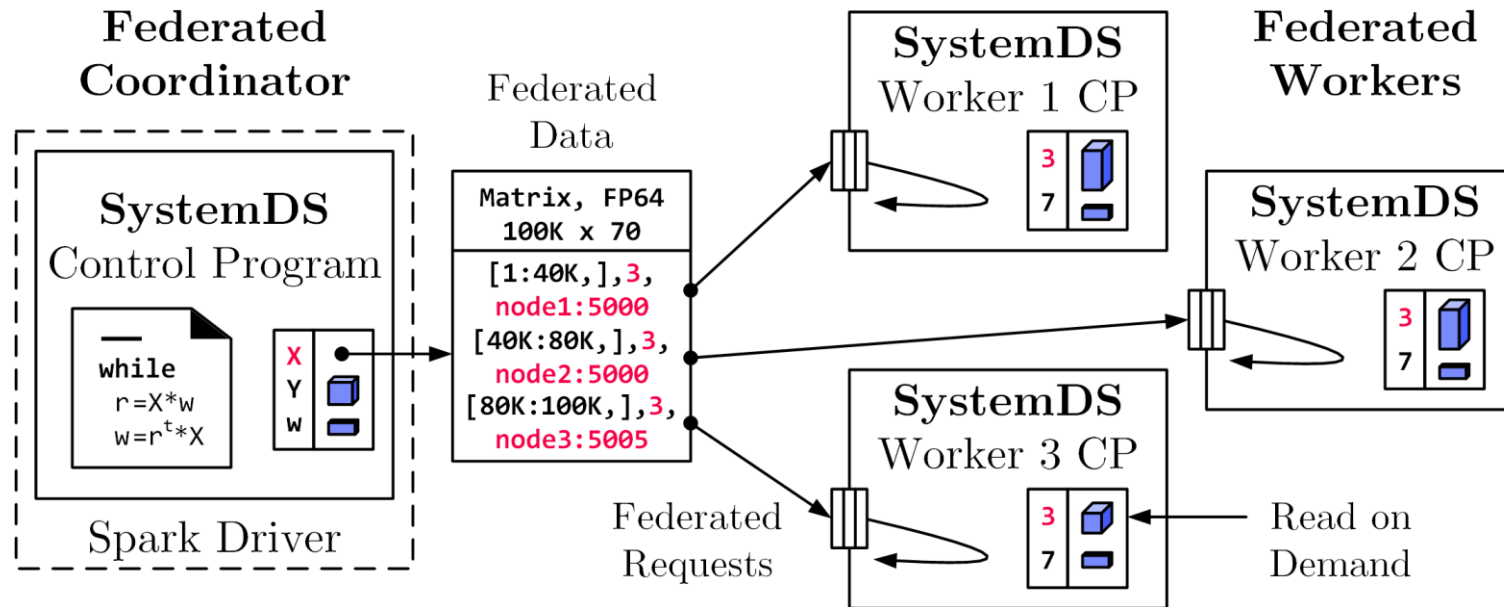 Federated
Coordinator
SystemDS
Control Program
while
r=X*w
w=rᵗ*X
X
Y
w
Spark Driver
Federated
Data
Matrix, FP64
100K x 70
[1:40K,],3,
node1:5000
[40K:80K,],3,
node2:5000
[80K:100K,],3,
node3:5005
Federated
Requests
SystemDS
Worker 1 CP
3
7
Federated
Workers
SystemDS
Worker 2 CP
3
7
SystemDS
Worker 3 CP
3
7
Read on
Demand